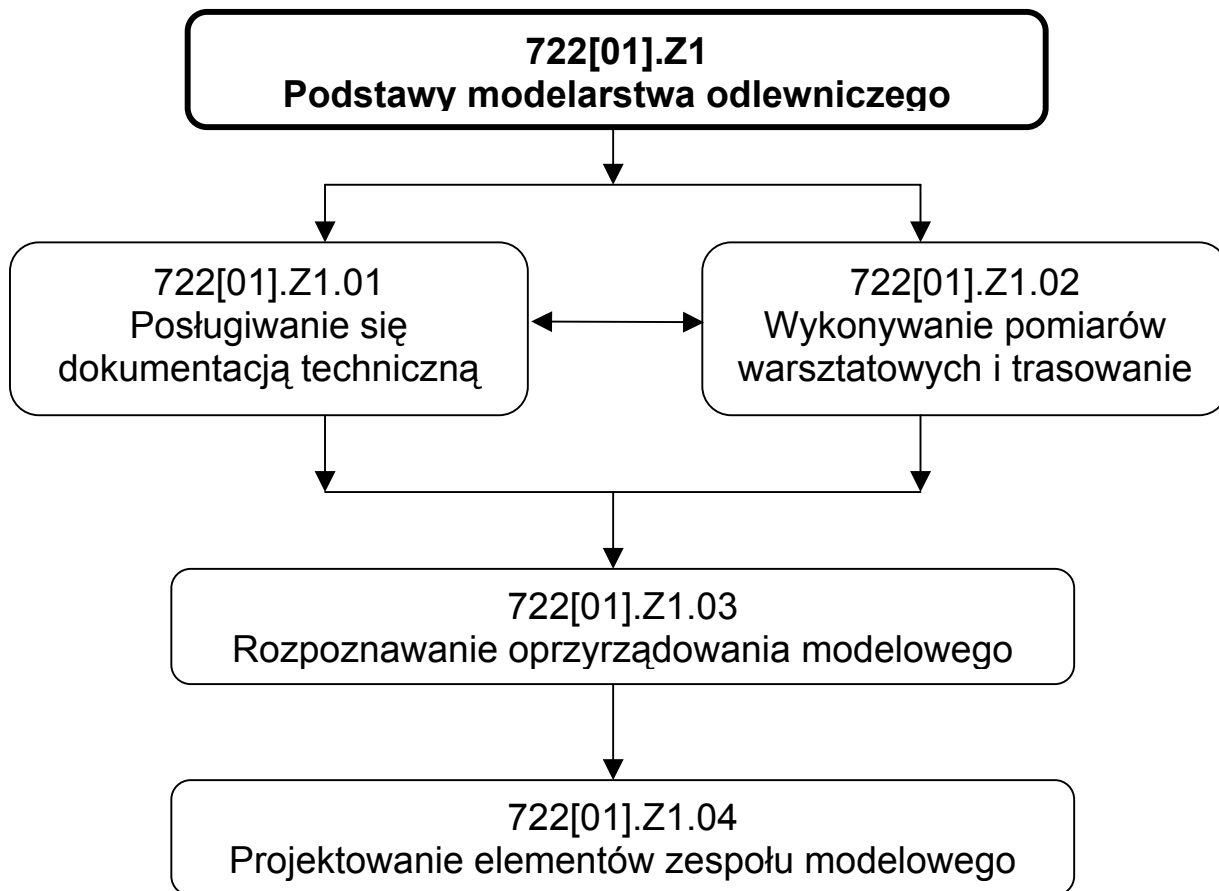 722[01].Z1
Podstawy modelarstwa odlewniczego
722[01].Z1.01
Posługiwanie się
dokumentacją techniczną
722[01].Z1.02
Wykonywanie pomiarów
warsztatowych i trasowanie
722[01].Z1.03
Rozpoznawanie oprzyrządowania modelowego
722[01].Z1.04
Projektowanie elementów zespołu modelowego